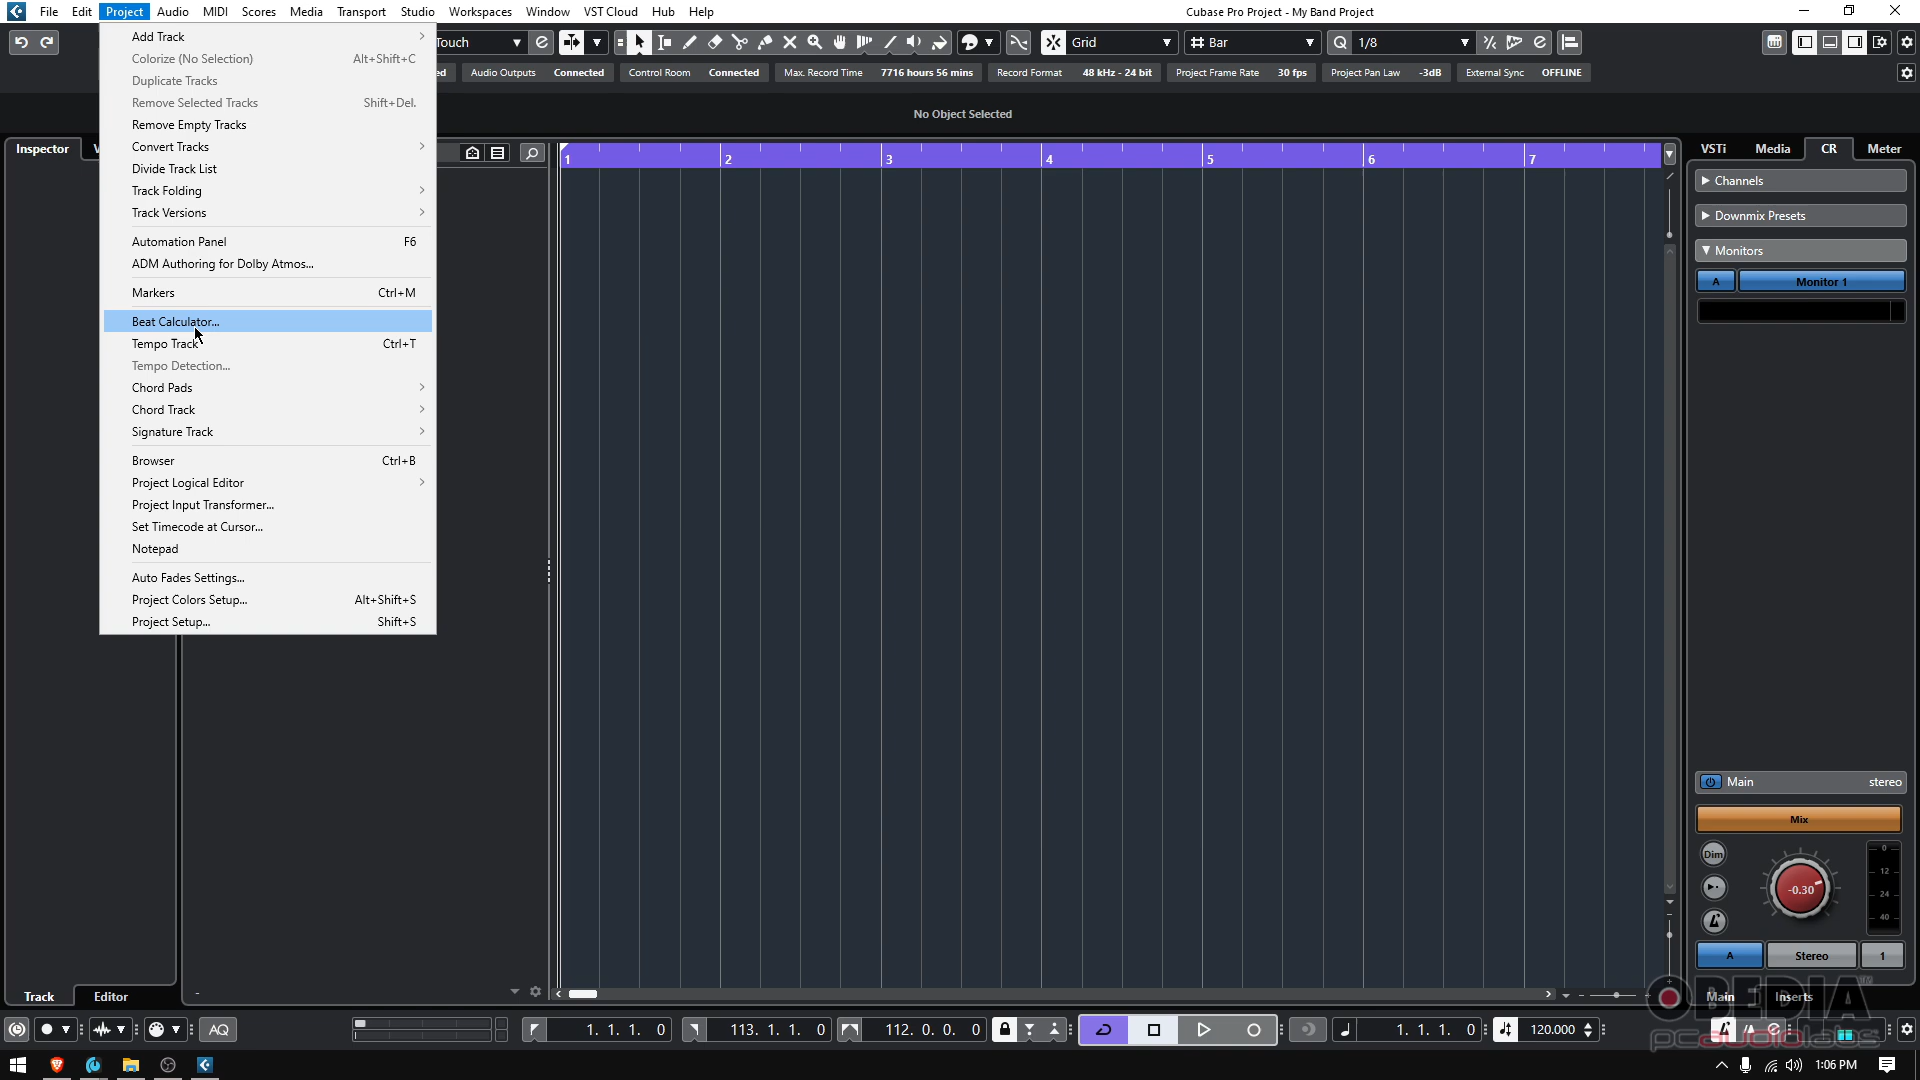 File Edit Project Audio MIDI Scores Media Transport Studio Workspaces Window VST Cloud Hub Help
Cubase Pro Project - My Band Project
Touch
Grid
Bar
1/8
ed
Audio Outputs Connected
Control Room Connected
Max. Record Time 7716 hours 56 mins
Record Format 48 kHz - 24 bit
Project Frame Rate 30 fps
Project Pan Law -3dB
External Sync OFFLINE
No Object Selected
Add Track
Colorize (No Selection) Alt+Shift+C
Duplicate Tracks
Remove Selected Tracks Shift+Del.
Remove Empty Tracks
Convert Tracks
Divide Track List
Track Folding
Track Versions
Automation Panel F6
ADM Authoring for Dolby Atmos...
Markers Ctrl+M
Beat Calculator...
Tempo Track Ctrl+T
Tempo Detection...
Chord Pads
Chord Track
Signature Track
Browser Ctrl+B
Project Logical Editor
Project Input Transformer...
Set Timecode at Cursor...
Notepad
Auto Fades Settings...
Project Colors Setup... Alt+Shift+S
Project Setup... Shift+S
Inspector V
1 2 3 4 5 6 7
VSTi Media CR Meter
Channels
Downmix Presets
Monitors
A Monitor 1
Main stereo
Mix
Dim
-0.30
0
12
24
40
A Stereo 1
Main Inserts
OBEDIA
pcaudiolabs
Track Editor
AQ
1. 1. 1. 0
113. 1. 1. 0
112. 0. 0. 0
1. 1. 1. 0
120.000
1:06 PM